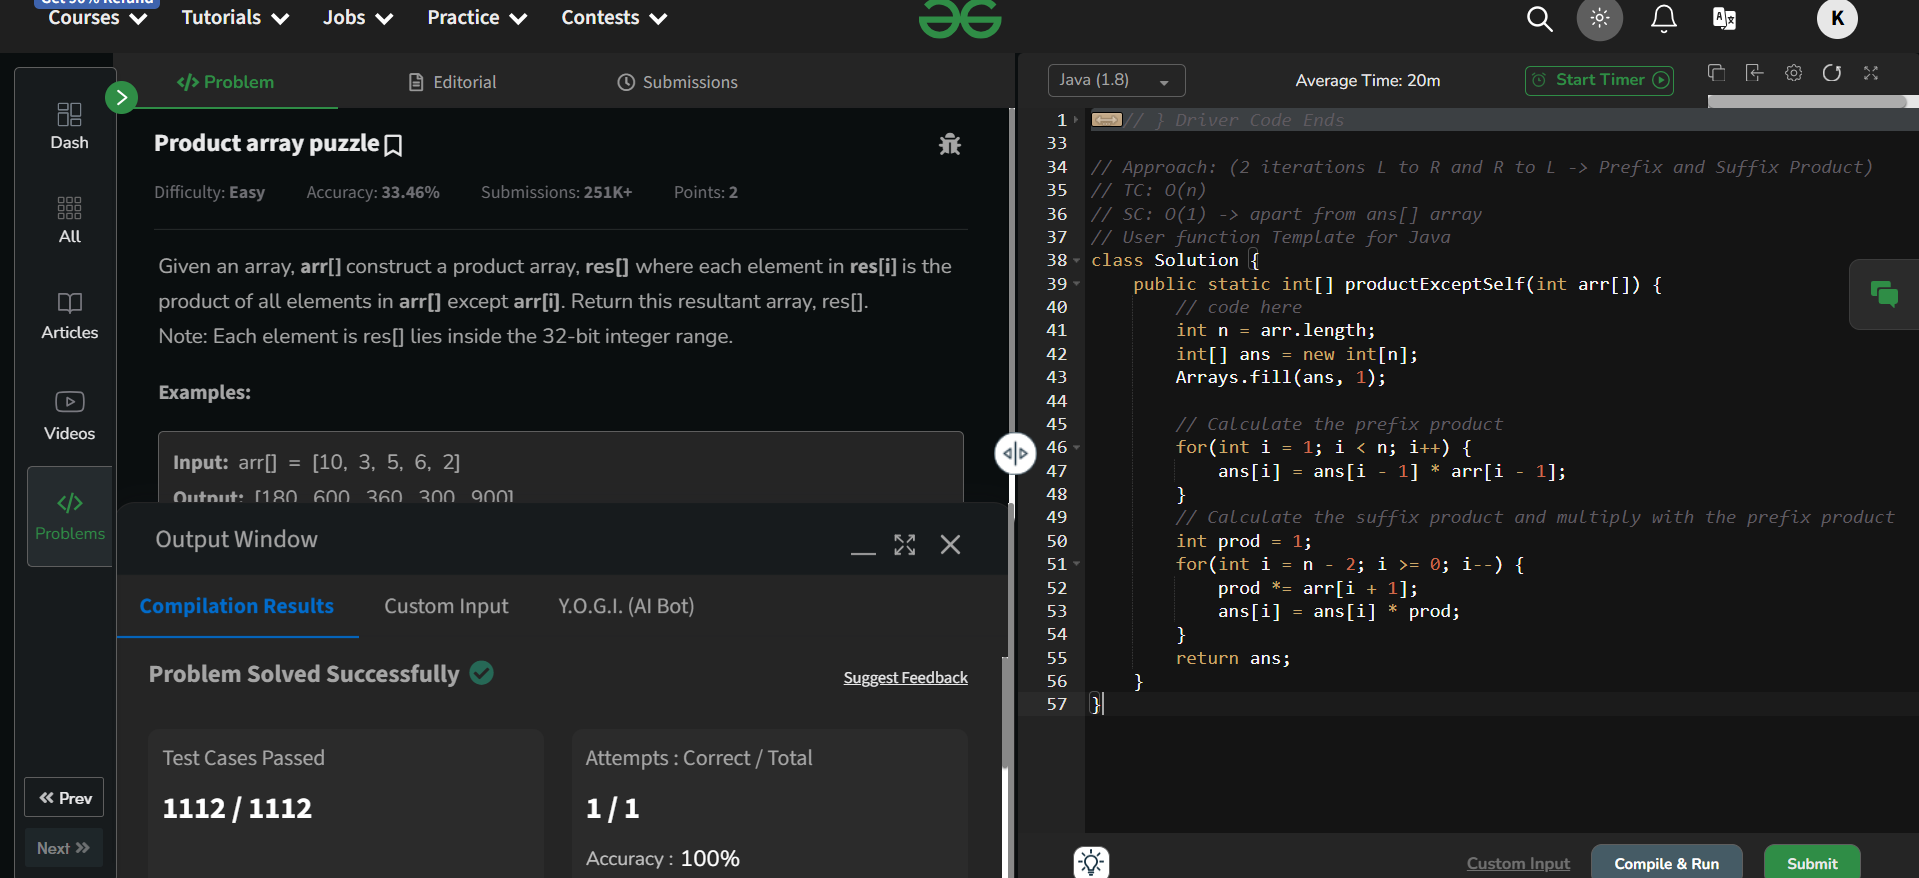 Get 90% Refund
Courses Tutorials Jobs Practice Contests
K
Dash
All
Articles
Videos
</>
Problems
Prev
Next
</> Problem Editorial Submissions
Product array puzzle
Difficulty: Easy Accuracy: 33.46% Submissions: 251K+ Points: 2
Given an array, arr[] construct a product array, res[] where each element in res[i] is the
product of all elements in arr[] except arr[i]. Return this resultant array, res[].
Note: Each element is res[] lies inside the 32-bit integer range.
Examples:
Input: arr[] = [10, 3, 5, 6, 2]
Output: [180, 600, 360, 300, 900]
Output Window
Compilation Results Custom Input Y.O.G.I. (AI Bot)
Problem Solved Successfully
Suggest Feedback
Test Cases Passed
1112 / 1112
Attempts : Correct / Total
1 / 1
Accuracy : 100%
Java (1.8) Average Time: 20m Start Timer
1 // } Driver Code Ends
33
34 // Approach: (2 iterations L to R and R to L -> Prefix and Suffix Product)
35 // TC: O(n)
36 // SC: O(1) -> apart from ans[] array
37 // User function Template for Java
38 class Solution {
39 public static int[] productExceptSelf(int arr[]) {
40 // code here
41 int n = arr.length;
42 int[] ans = new int[n];
43 Arrays.fill(ans, 1);
44
45 // Calculate the prefix product
46 for(int i = 1; i < n; i++) {
47 ans[i] = ans[i - 1] * arr[i - 1];
48 }
49 // Calculate the suffix product and multiply with the prefix product
50 int prod = 1;
51 for(int i = n - 2; i >= 0; i--) {
52 prod *= arr[i + 1];
53 ans[i] = ans[i] * prod;
54 }
55 return ans;
56 }
57 }
Custom Input Compile & Run Submit